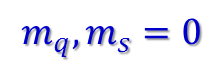 m_q, m_s = 0